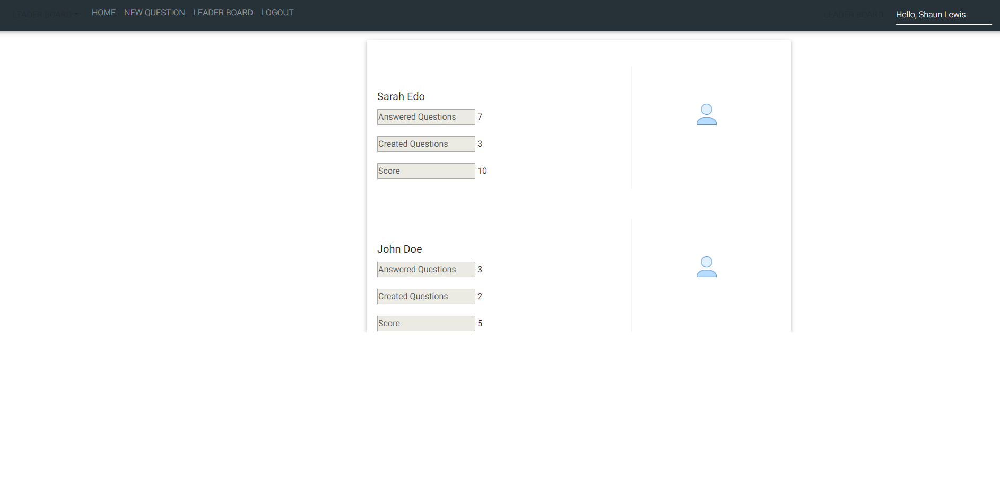 LEADER BOARD HOME NEW QUESTION LEADER BOARD LOGOUT LEADER BOARD Hello, Shaun Lewis
Sarah Edo
Answered Questions 7
Created Questions 3
Score 10
John Doe
Answered Questions 3
Created Questions 2
Score 5